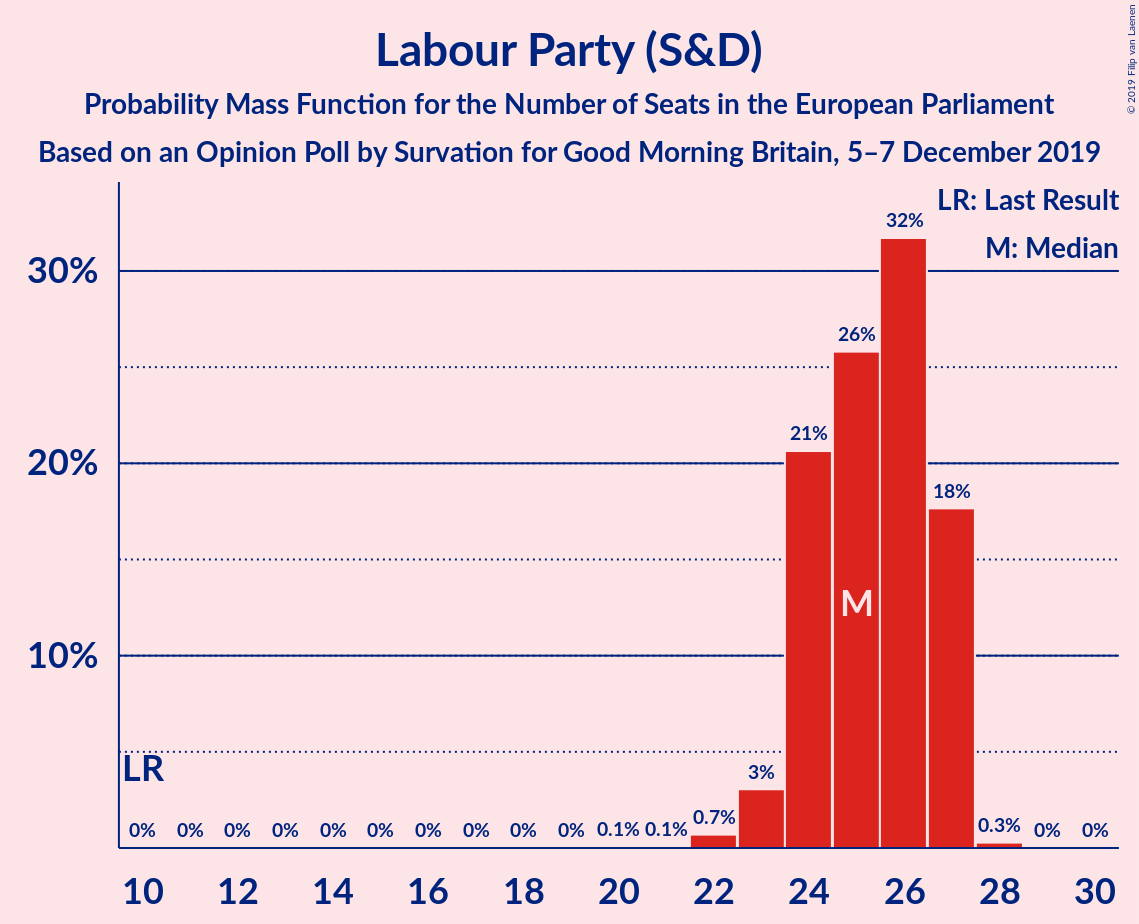 Labour Party (S&D)
Probability Mass Function for the Number of Seats in the European Parliament
Based on an Opinion Poll by Survation for Good Morning Britain, 5–7 December 2019
© 2019 Filip van Laenen
LR: Last Result
M: Median
30%
20%
10%
LR
M
0% 0% 0% 0% 0% 0% 0% 0% 0% 0% 0.1% 0.1% 0.7% 3% 21% 26% 32% 18% 0.3% 0% 0%
10 12 14 16 18 20 22 24 26 28 30